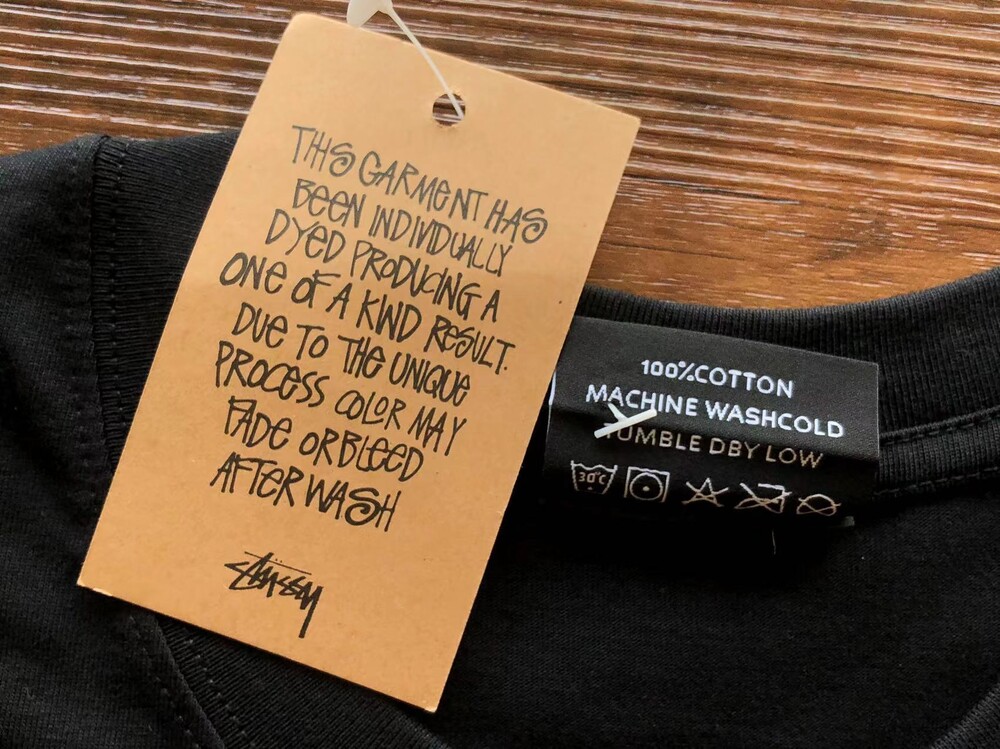 THIS GARMENT HAS
BEEN INDIVIDUALLY
DYED PRODUCING A
ONE OF A KIND RESULT.
DUE TO THE UNIQUE
PROCESS COLOR MAY
FADE OR BLEED
AFTER WASH
STÜSSY
100%COTTON
MACHINE WASHCOLD
TUMBLE DBY LOW
30°C